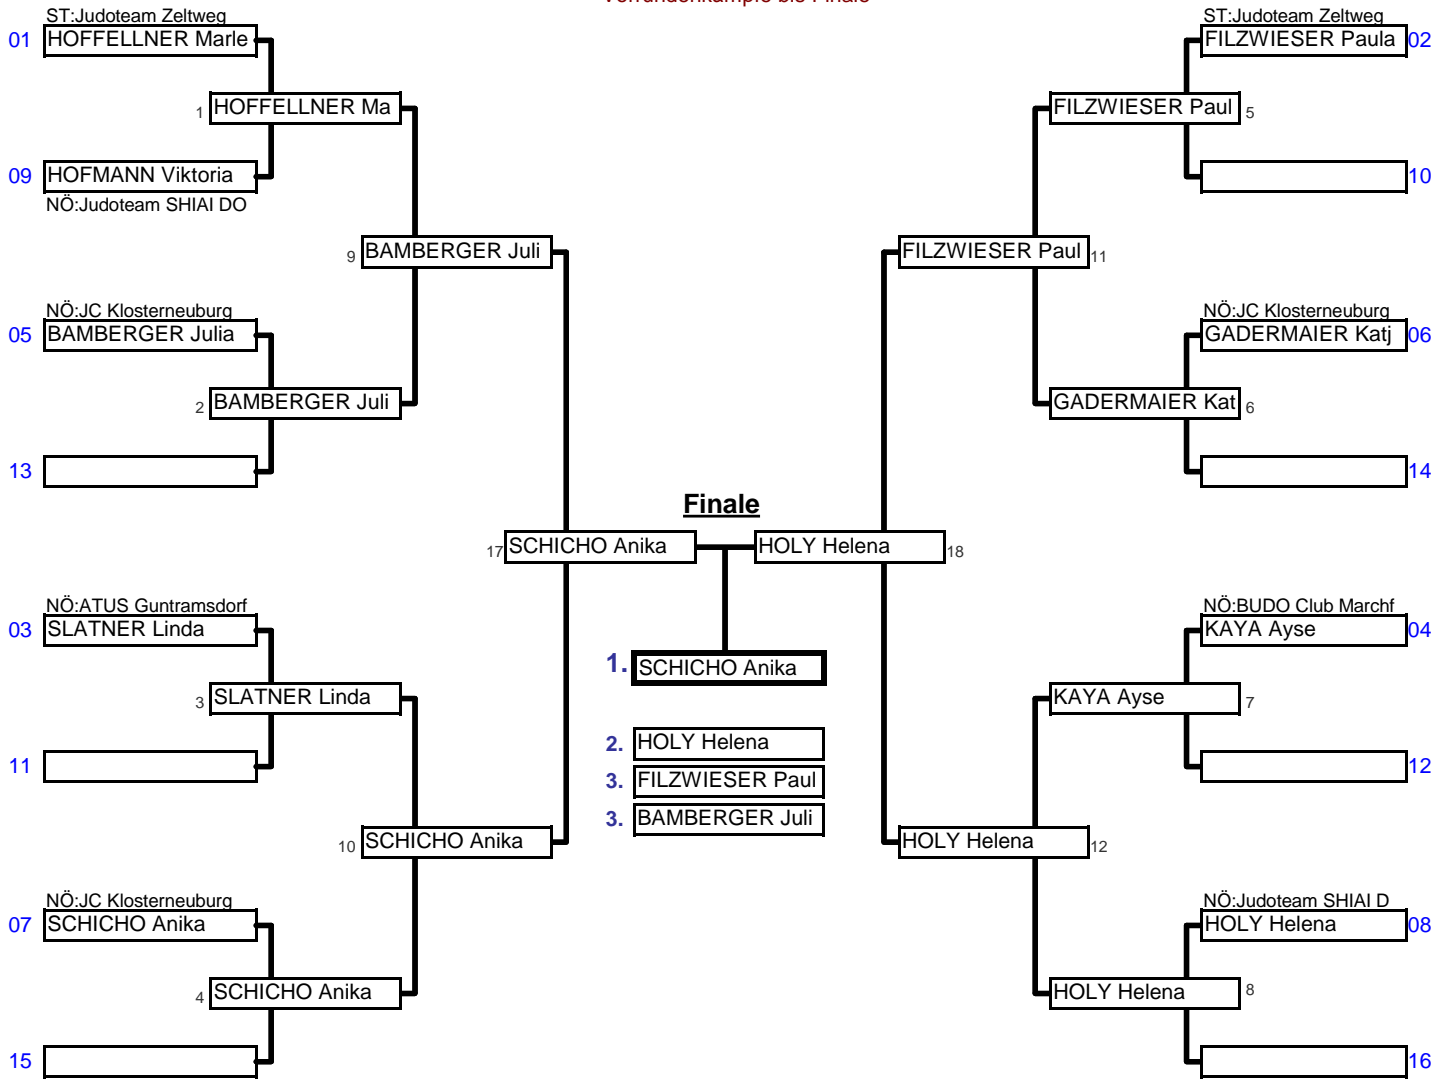 Vorrundenkämpfe bis Finale
ST:Judoteam Zeltweg
01 HOFFELLNER Marle
1 HOFFELLNER Ma
09 HOFMANN Viktoria
NÖ:Judoteam SHIAI DO
9 BAMBERGER Juli
NÖ:JC Klosterneuburg
05 BAMBERGER Julia
2 BAMBERGER Juli
13
17 SCHICHO Anika
NÖ:ATUS Guntramsdorf
03 SLATNER Linda
3 SLATNER Linda
11
10 SCHICHO Anika
NÖ:JC Klosterneuburg
07 SCHICHO Anika
4 SCHICHO Anika
15
Finale
1. SCHICHO Anika
2. HOLY Helena
3. FILZWIESER Paul
3. BAMBERGER Juli
ST:Judoteam Zeltweg
FILZWIESER Paula 02
FILZWIESER Paul 5
10
FILZWIESER Paul 11
NÖ:JC Klosterneuburg
GADERMAIER Katj 06
GADERMAIER Kat 6
14
HOLY Helena 18
NÖ:BUDO Club Marchf
KAYA Ayse 04
KAYA Ayse 7
12
HOLY Helena 12
NÖ:Judoteam SHIAI D
HOLY Helena 08
HOLY Helena 8
16